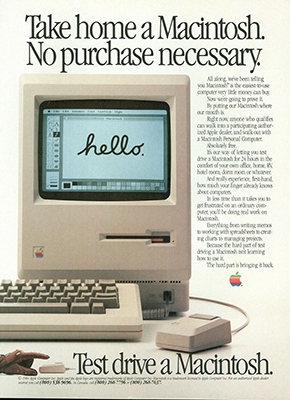 Take home a Macintosh.
No purchase necessary.
hello.
All along, we've been telling
you Macintosh™ is the easiest-to-use
computer very little money can buy.
Now we're going to prove it.
By putting our Macintosh where
our mouth is.
Right now, anyone who qualifies
can walk into a participating author-
ized Apple dealer, and walk out with
a Macintosh Personal Computer.
Absolutely free.
It's our way of letting you test
drive a Macintosh for 24 hours in the
comfort of your own office, home, RV,
hotel room, dorm room or whatever.
And really experience, first-hand,
how much your finger already knows
about computers.
In less time than it takes you to
get frustrated on an ordinary com-
puter, you'll be doing real work on
Macintosh.
Everything from writing memos
to working with spreadsheets to creat-
ing charts to managing projects.
Because the hard part of test
driving a Macintosh isn't learning
how to use it.
The hard part is bringing it back.
Test drive a Macintosh.